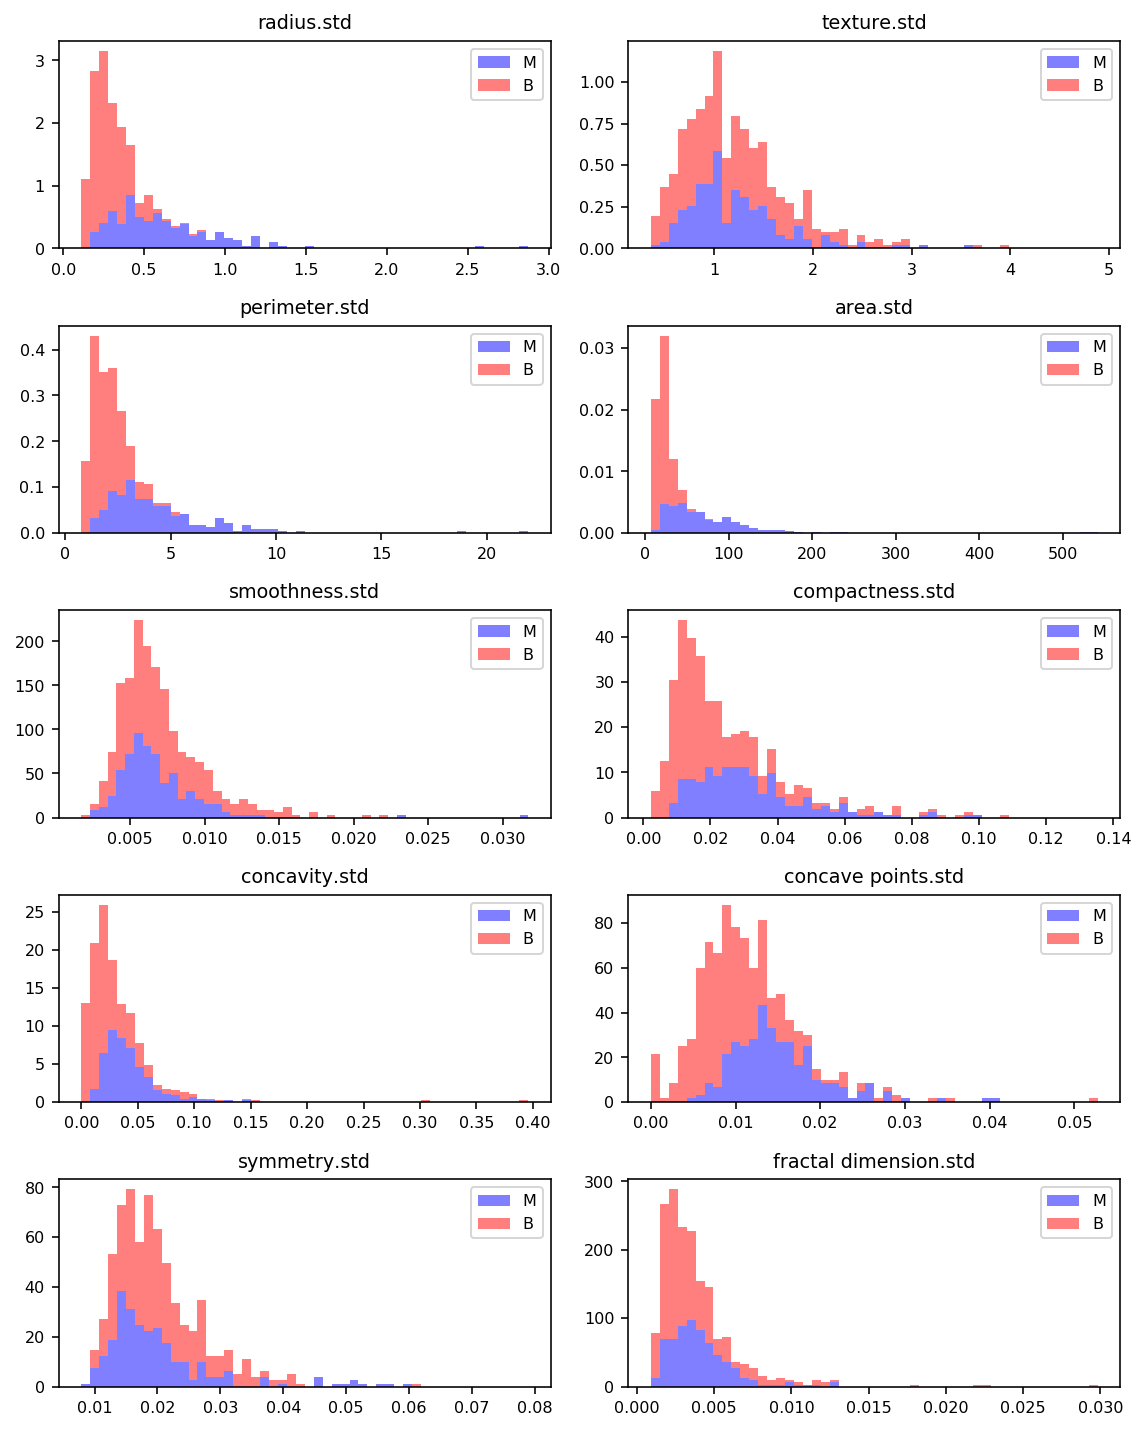 radius.std
3
2
1
0
0.0 0.5 1.0 1.5 2.0 2.5 3.0
M
B
texture.std
1.00
0.75
0.50
0.25
0.00
1 2 3 4 5
M
B
perimeter.std
0.4
0.3
0.2
0.1
0.0
0 5 10 15 20
M
B
area.std
0.03
0.02
0.01
0.00
0 100 200 300 400 500
M
B
smoothness.std
200
150
100
50
0
0.005 0.010 0.015 0.020 0.025 0.030
M
B
compactness.std
40
30
20
10
0
0.00 0.02 0.04 0.06 0.08 0.10 0.12 0.14
M
B
concavity.std
25
20
15
10
5
0
0.00 0.05 0.10 0.15 0.20 0.25 0.30 0.35 0.40
M
B
concave points.std
80
60
40
20
0
0.00 0.01 0.02 0.03 0.04 0.05
M
B
symmetry.std
80
60
40
20
0
0.01 0.02 0.03 0.04 0.05 0.06 0.07 0.08
M
B
fractal dimension.std
300
200
100
0
0.000 0.005 0.010 0.015 0.020 0.025 0.030
M
B